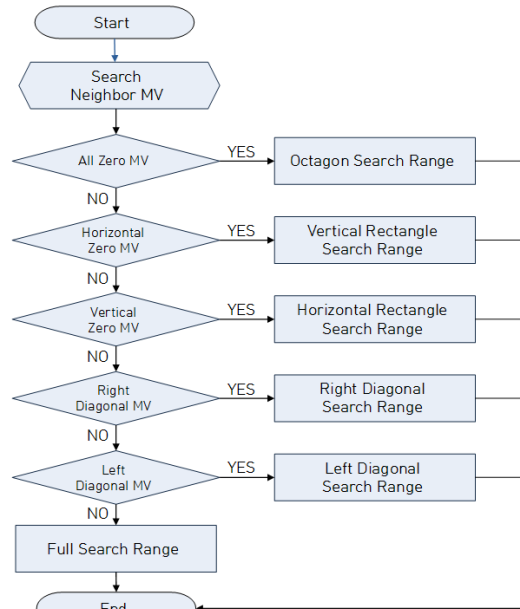 Start
Search
Neighbor MV
All Zero MV
YES
Octagon Search Range
NO
Horizontal
Zero MV
YES
Vertical Rectangle
Search Range
NO
Vertical
Zero MV
YES
Horizontal Rectangle
Search Range
NO
Right
Diagonal MV
YES
Right Diagonal
Search Range
NO
Left
Diagonal MV
YES
Left Diagonal
Search Range
NO
Full Search Range
End